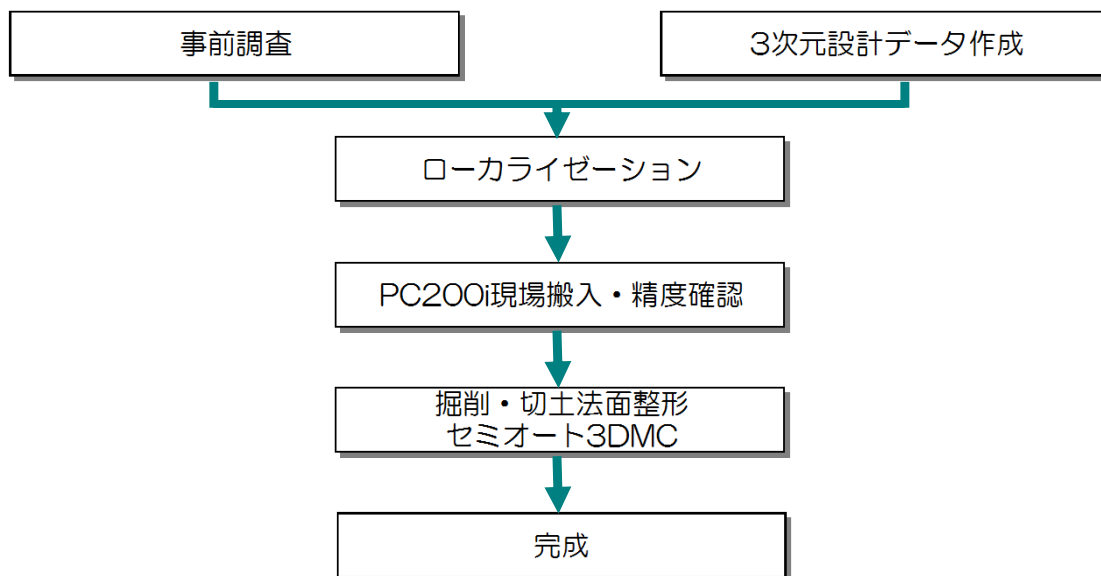 事前調査
3次元設計データ作成
ローカライゼーション
PC200i現場搬入・精度確認
掘削・切土法面整形
セミオート3DMC
完成